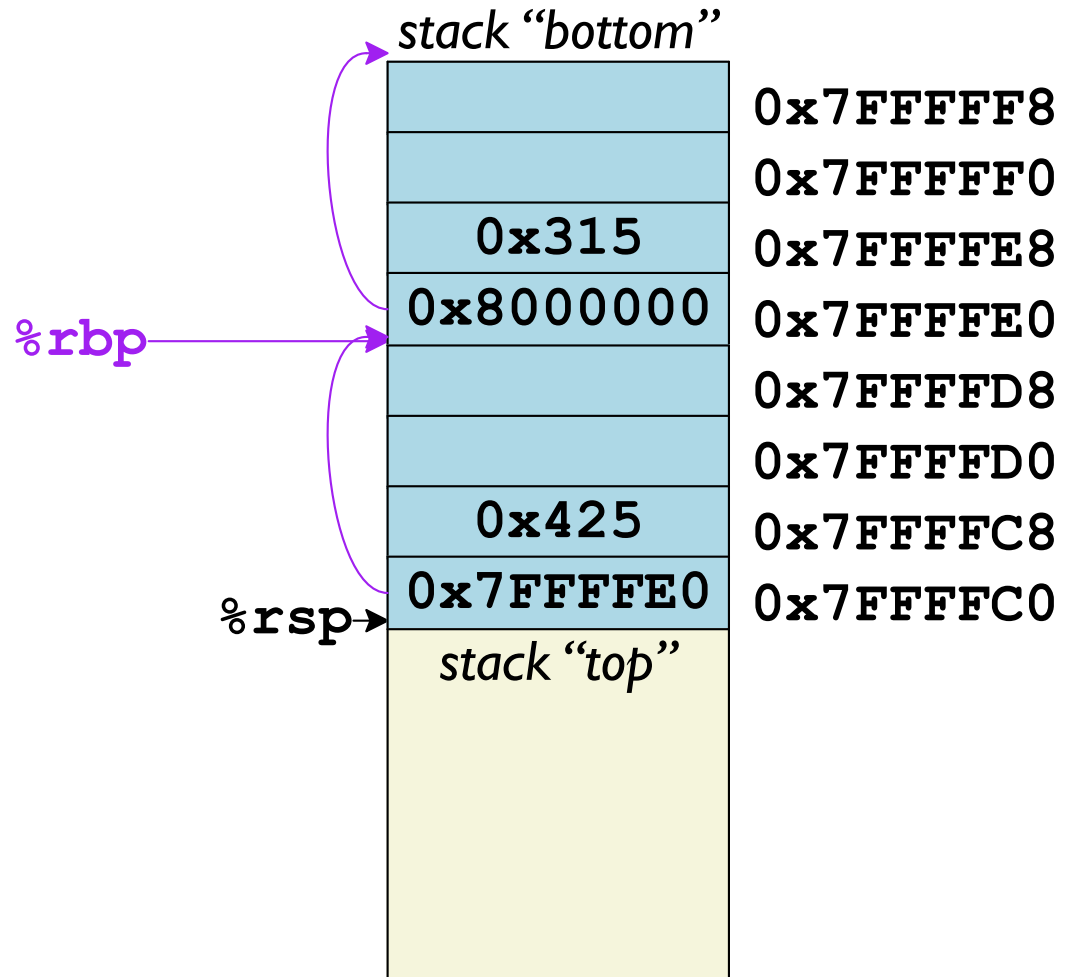 stack “bottom”
0x7FFFFF8
0x7FFFFF0
0x315
0x7FFFFE8
0x8000000
0x7FFFFE0
%rbp
0x7FFFFD8
0x7FFFFD0
0x425
0x7FFFFC8
0x7FFFFE0
0x7FFFFC0
%rsp
stack “top”